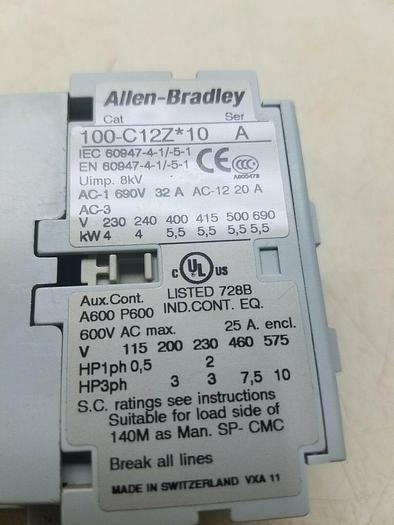 Allen-Bradley
Cat Ser
100-C12Z*10 A
IEC 60947-4-1/-5-1
EN 60947-4-1/-5-1
Uimp. 8kV
CE CCC
A000478
AC-1 690V 32 A AC-12 20 A
AC-3
V 230 240 400 415 500 690
kW 4 4 5,5 5,5 5,5 5,5
C UL US
LISTED 728B
IND.CONT. EQ.
Aux.Cont.
A600 P600
600V AC max. 25 A. encl.
V 115 200 230 460 575
HP1ph 0,5 2
HP3ph 3 3 7,5 10
S.C. ratings see instructions
Suitable for load side of
140M as Man. SP- CMC
Break all lines
MADE IN SWITZERLAND VXA 11